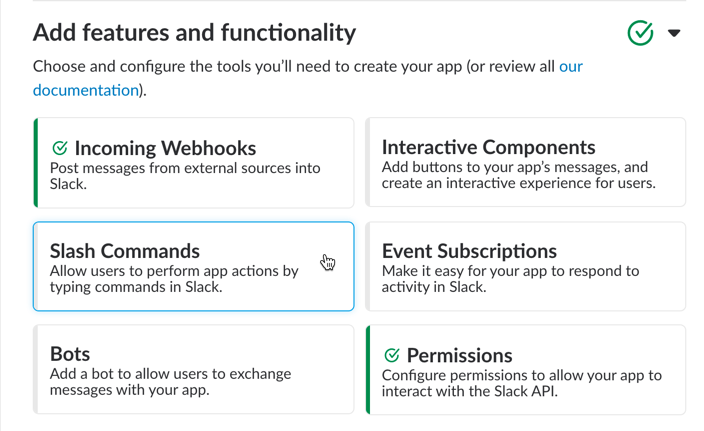 Add features and functionality
Choose and configure the tools you’ll need to create your app (or review all our
documentation).
Incoming Webhooks
Post messages from external sources into
Slack.
Interactive Components
Add buttons to your app’s messages, and
create an interactive experience for users.
Slash Commands
Allow users to perform app actions by
typing commands in Slack.
Event Subscriptions
Make it easy for your app to respond to
activity in Slack.
Bots
Add a bot to allow users to exchange
messages with your app.
Permissions
Configure permissions to allow your app to
interact with the Slack API.